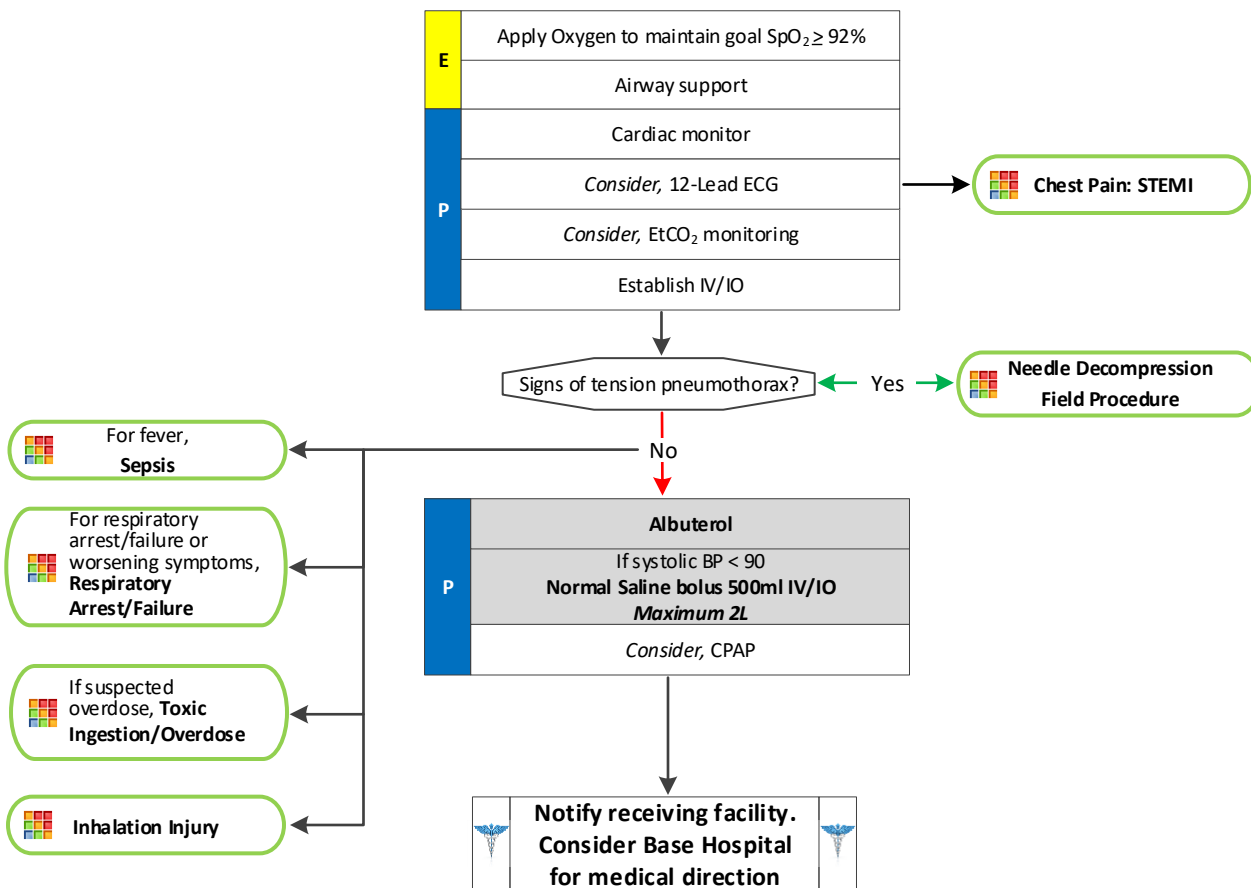 E
Apply Oxygen to maintain goal SpO₂ ≥ 92%
Airway support
P
Cardiac monitor
Consider, 12-Lead ECG
Consider, EtCO₂ monitoring
Establish IV/IO
Chest Pain: STEMI
Signs of tension pneumothorax?
Yes
Needle Decompression
Field Procedure
No
For fever,
Sepsis
For respiratory
arrest/failure or
worsening symptoms,
Respiratory
Arrest/Failure
If suspected
overdose, Toxic
Ingestion/Overdose
Inhalation Injury
P
Albuterol
If systolic BP < 90
Normal Saline bolus 500ml IV/IO
Maximum 2L
Consider, CPAP
Notify receiving facility.
Consider Base Hospital
for medical direction